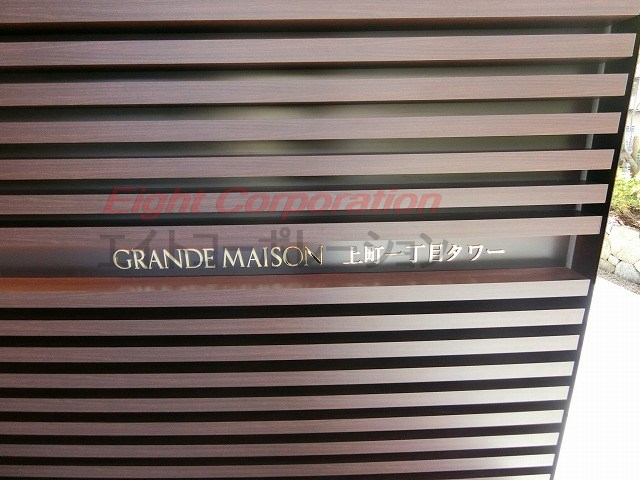 Eight Corporation
エイトコーポレーション
GRANDE MAISON 上町一丁目タワー